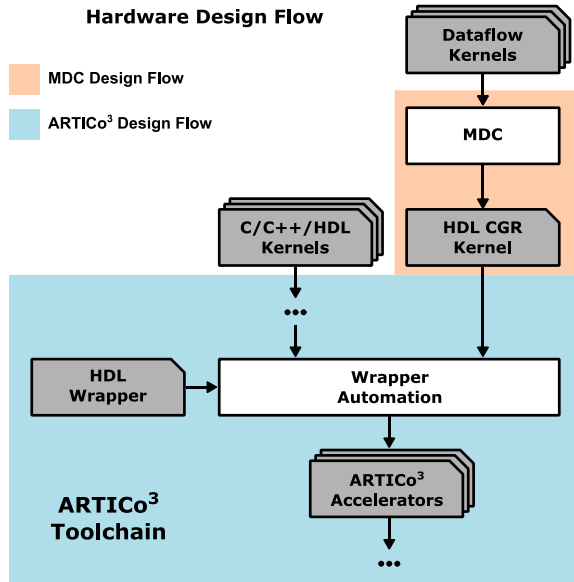 Hardware Design Flow
Dataflow
Kernels
MDC Design Flow
ARTICo³ Design Flow
MDC
C/C++/HDL
Kernels
HDL CGR
Kernel
•••
HDL
Wrapper
Wrapper
Automation
ARTICo³
Accelerators
ARTICo³
Toolchain
•••